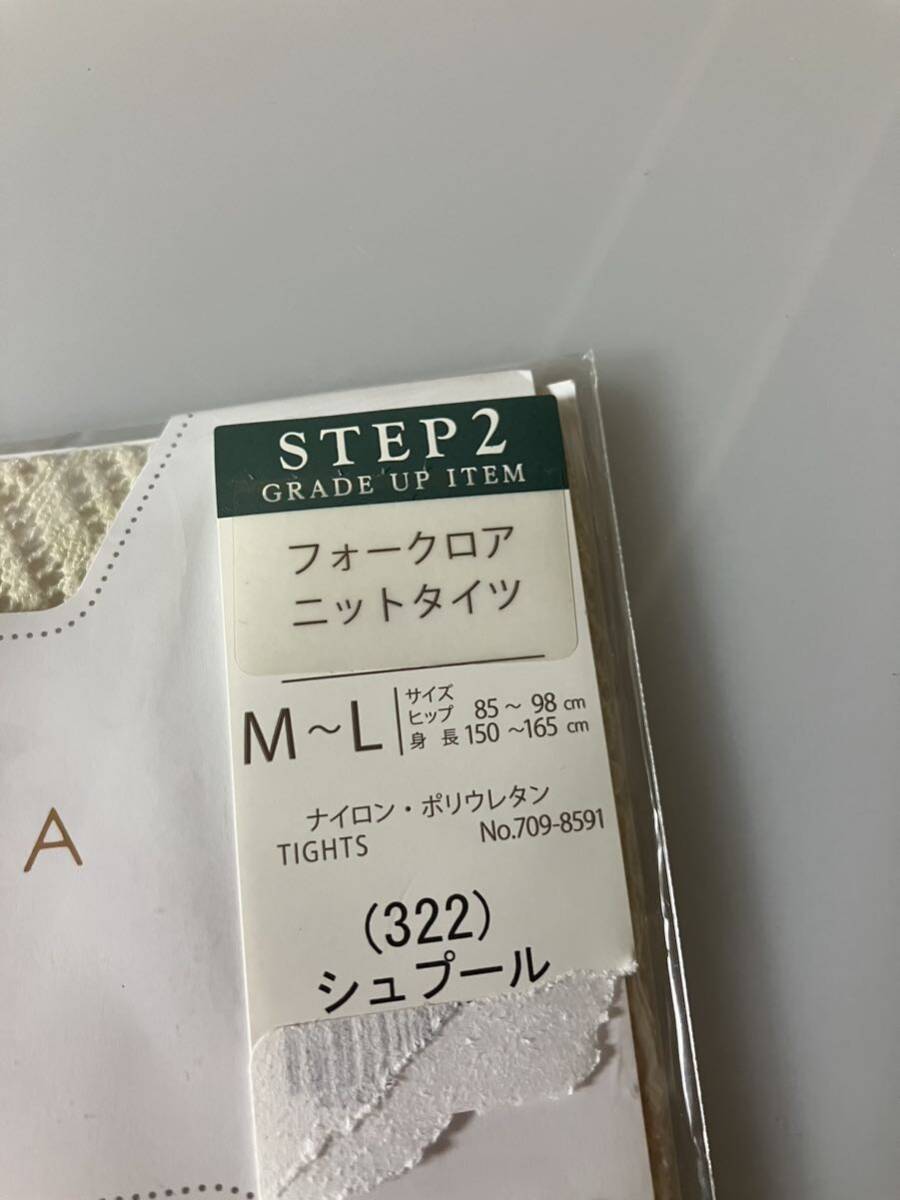 STEP2
GRADE UP ITEM
フォークロア
ニットタイツ
M～L
サイズ
ヒップ 85～98 cm
身長 150～165 cm
ナイロン・ポリウレタン
TIGHTS No.709-8591
(322)
シュプール
A